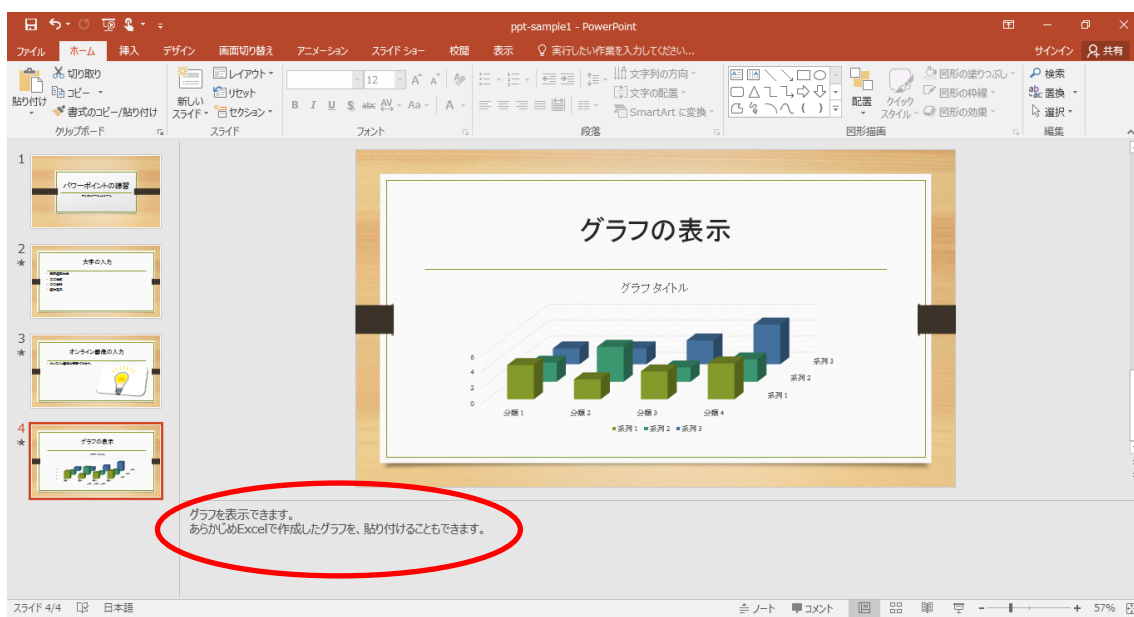 ppt-sample1 - PowerPoint
ファイル ホーム 挿入 デザイン 画面切り替え アニメーション スライド ショー 校閲 表示 実行したい作業を入力してください... サインイン 共有
貼り付け
切り取り
コピー
書式のコピー/貼り付け
クリップボード
新しい
スライド
レイアウト
リセット
セクション
スライド
12
B I U S abc AV Aa A
フォント
文字列の方向
文字の配置
SmartArt に変換
段落
配置
クイック
スタイル
図形の塗りつぶし
図形の枠線
図形の効果
図形描画
検索
置換
選択
編集
1
パワーポイントの練習
2
文字の入力
3
オンライン画像の入力
4
グラフの表示
グラフの表示
グラフ タイトル
6
4
2
0
分類 1 分類 2 分類 3 分類 4
系列 3
系列 2
系列 1
系列 1 系列 2 系列 3
グラフを表示できます。
あらかじめExcelで作成したグラフを、貼り付けることもできます。
スライド 4/4 日本語 ノート コメント 57%